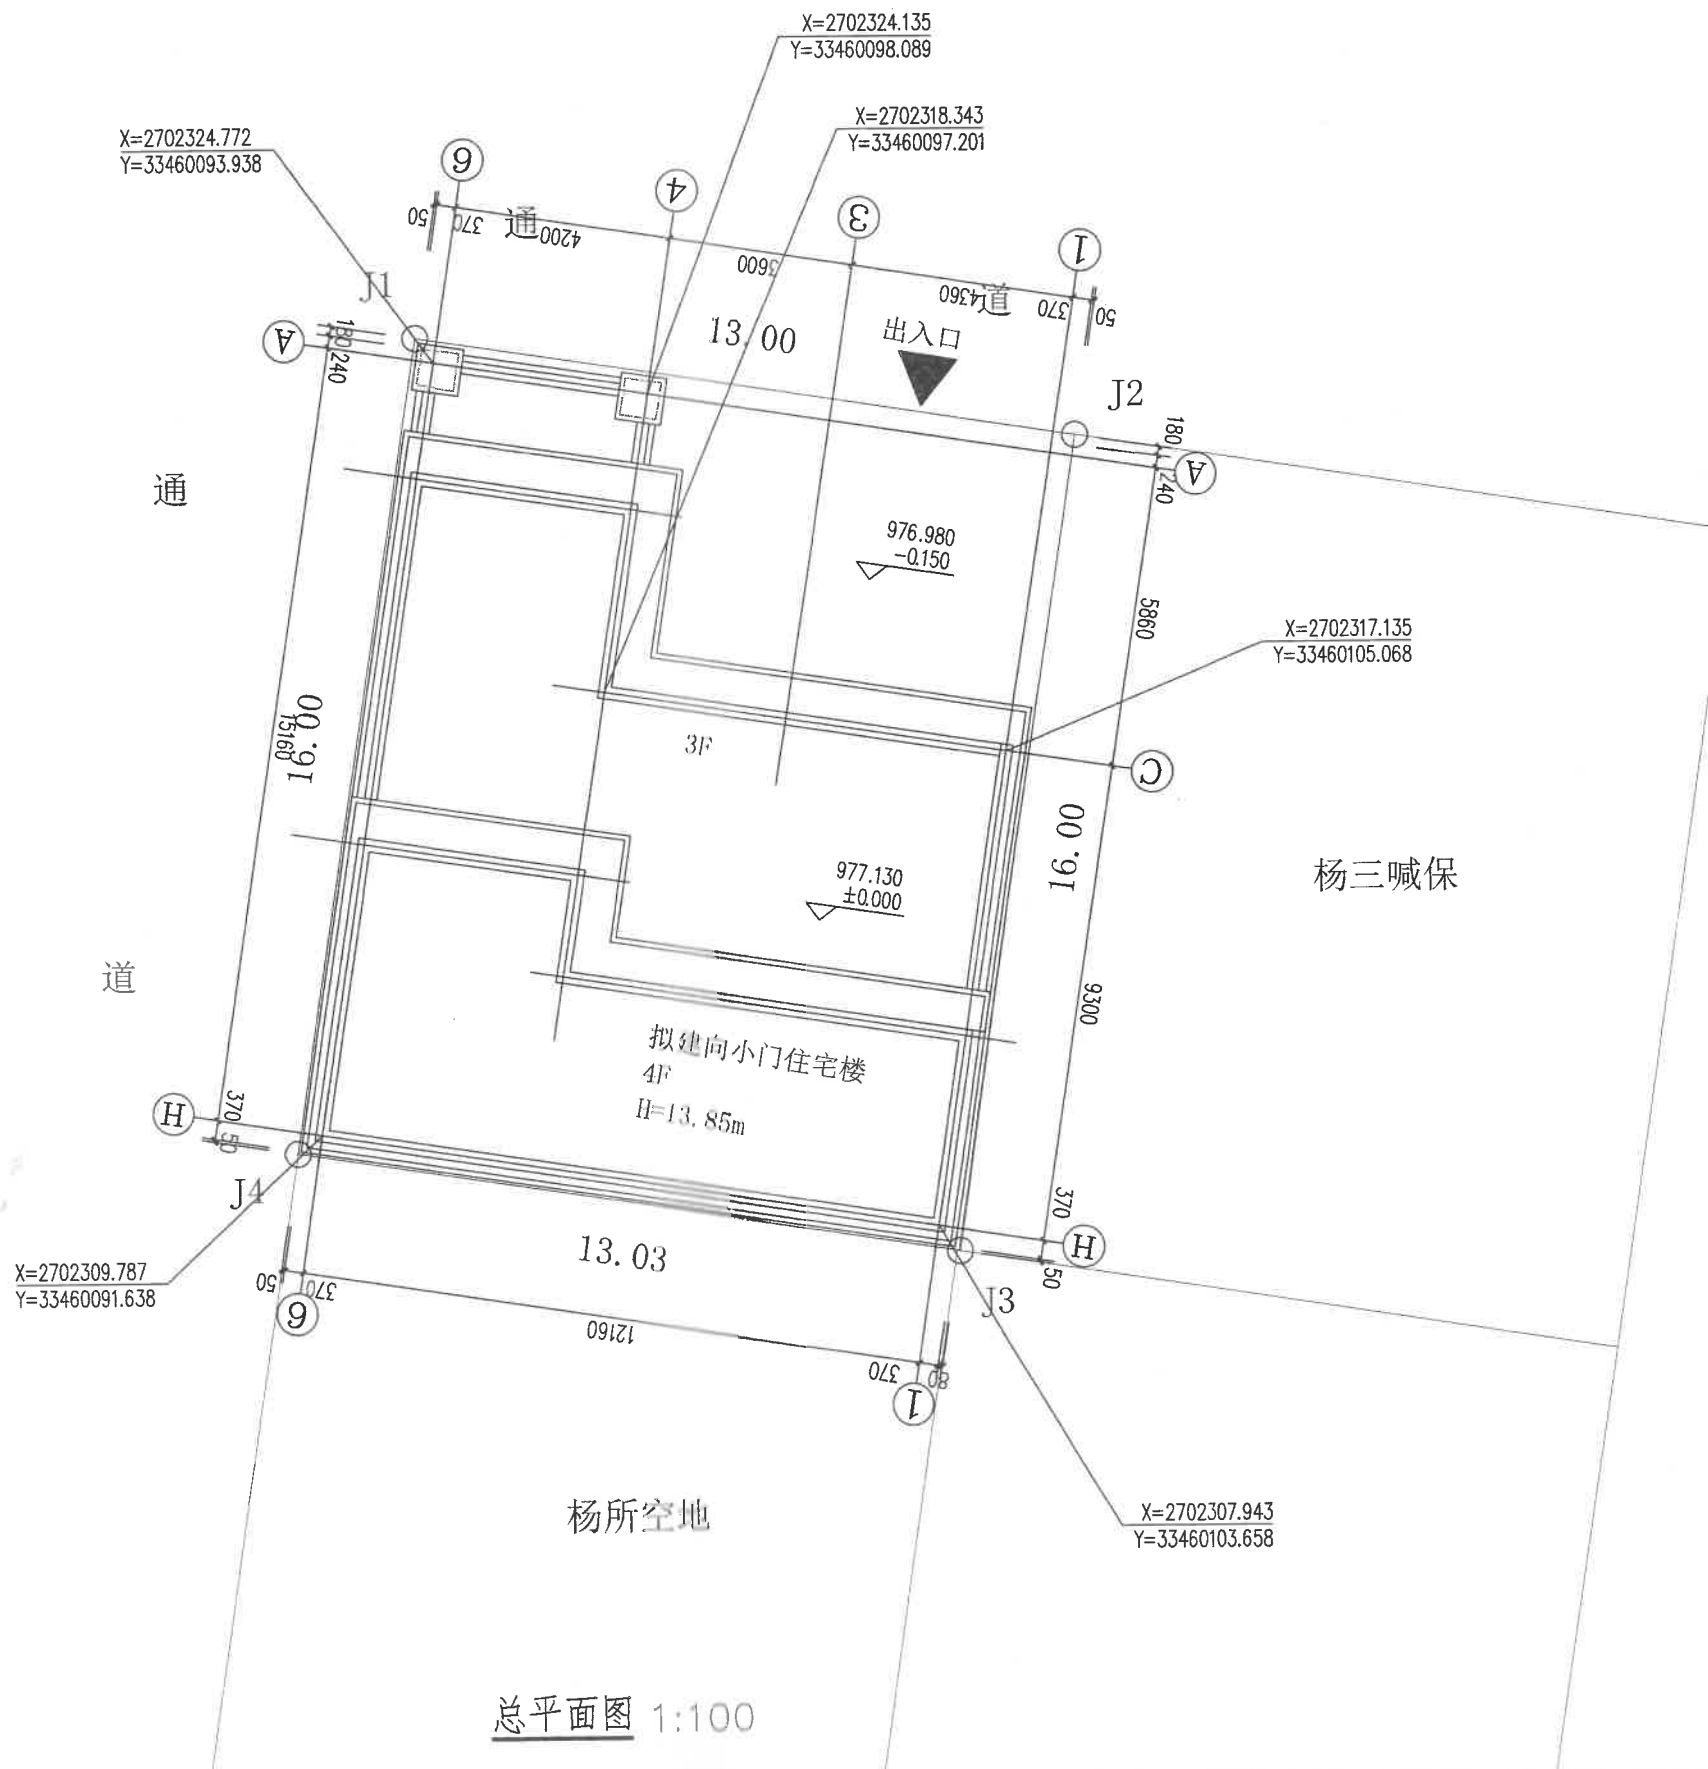 X=2702324.135
Y=33460098.089
X=2702318.343
Y=33460097.201
X=2702324.772
Y=33460093.938
6
4
3
1
50
370
通
4200
3600
4360
道
370
50
J1
13.00
出入口
J2
A
180
240
180
A
240
通
976.980
-0.150
5860
X=2702317.135
Y=33460105.068
16.00
15160
3F
C
16.00
杨三喊保
977.130
±0.000
道
9300
拟建向小门住宅楼
4F
H=13.85m
H
370
50
370
H
50
J4
J3
13.03
X=2702309.787
Y=33460091.638
50
370
6
12160
370
80
1
X=2702307.943
Y=33460103.658
杨所空地
总平面图 1:100